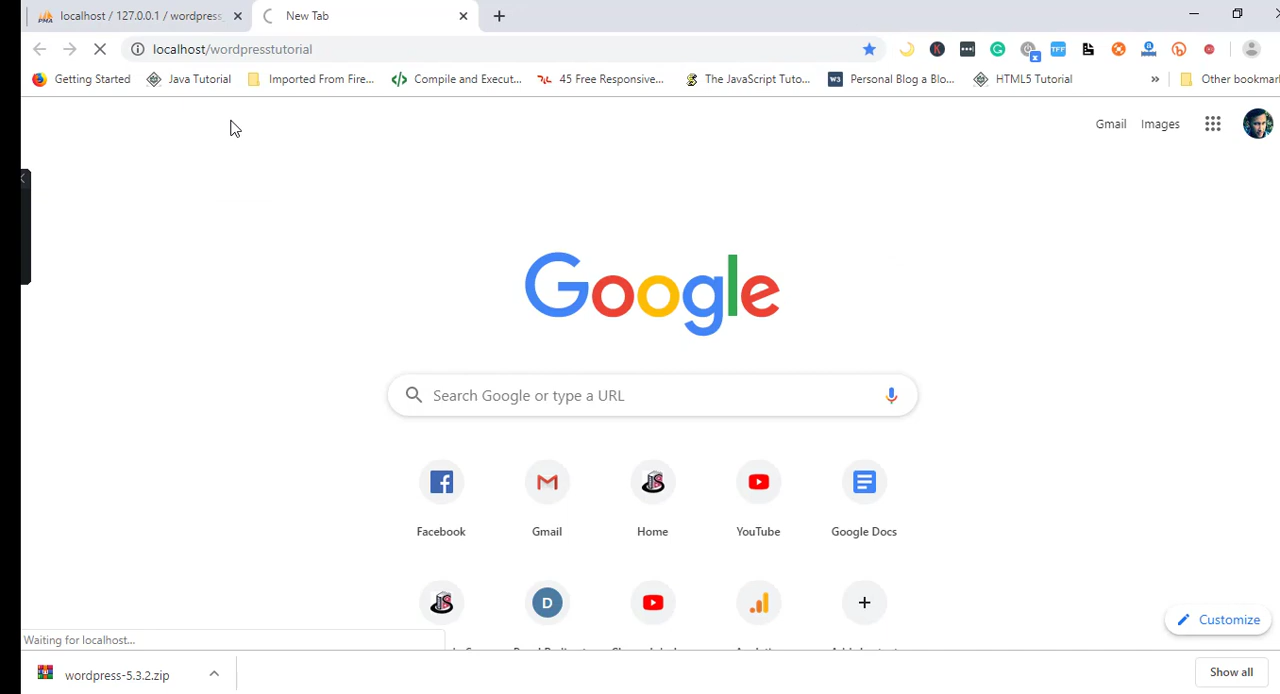 localhost / 127.0.0.1 / wordpress
New Tab
localhost/wordpresstutorial
Getting Started
Java Tutorial
Imported From Fire...
Compile and Execut...
45 Free Responsive...
The JavaScript Tuto...
Personal Blog a Blo...
HTML5 Tutorial
»
Other bookmar
Gmail
Images
Google
Search Google or type a URL
Facebook
Gmail
Home
YouTube
Google Docs
D
Customize
Waiting for localhost...
wordpress-5.3.2.zip
Show all